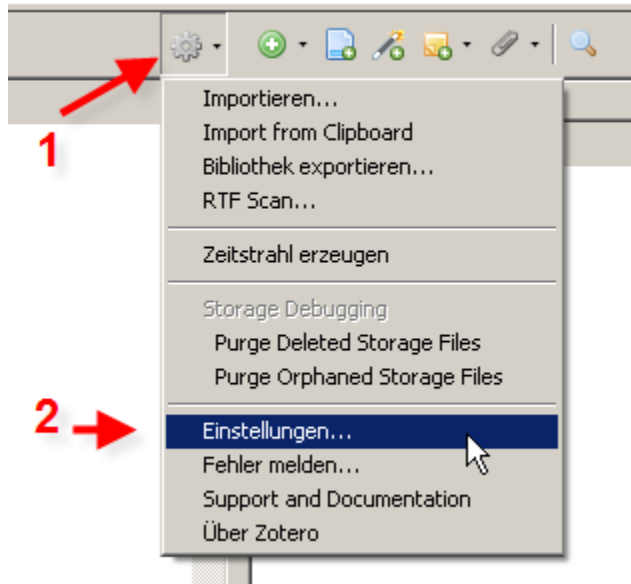 1
Importieren...
Import from Clipboard
Bibliothek exportieren...
RTF Scan...
Zeitstrahl erzeugen
Storage Debugging
Purge Deleted Storage Files
Purge Orphaned Storage Files
2
Einstellungen...
Fehler melden...
Support and Documentation
Über Zotero